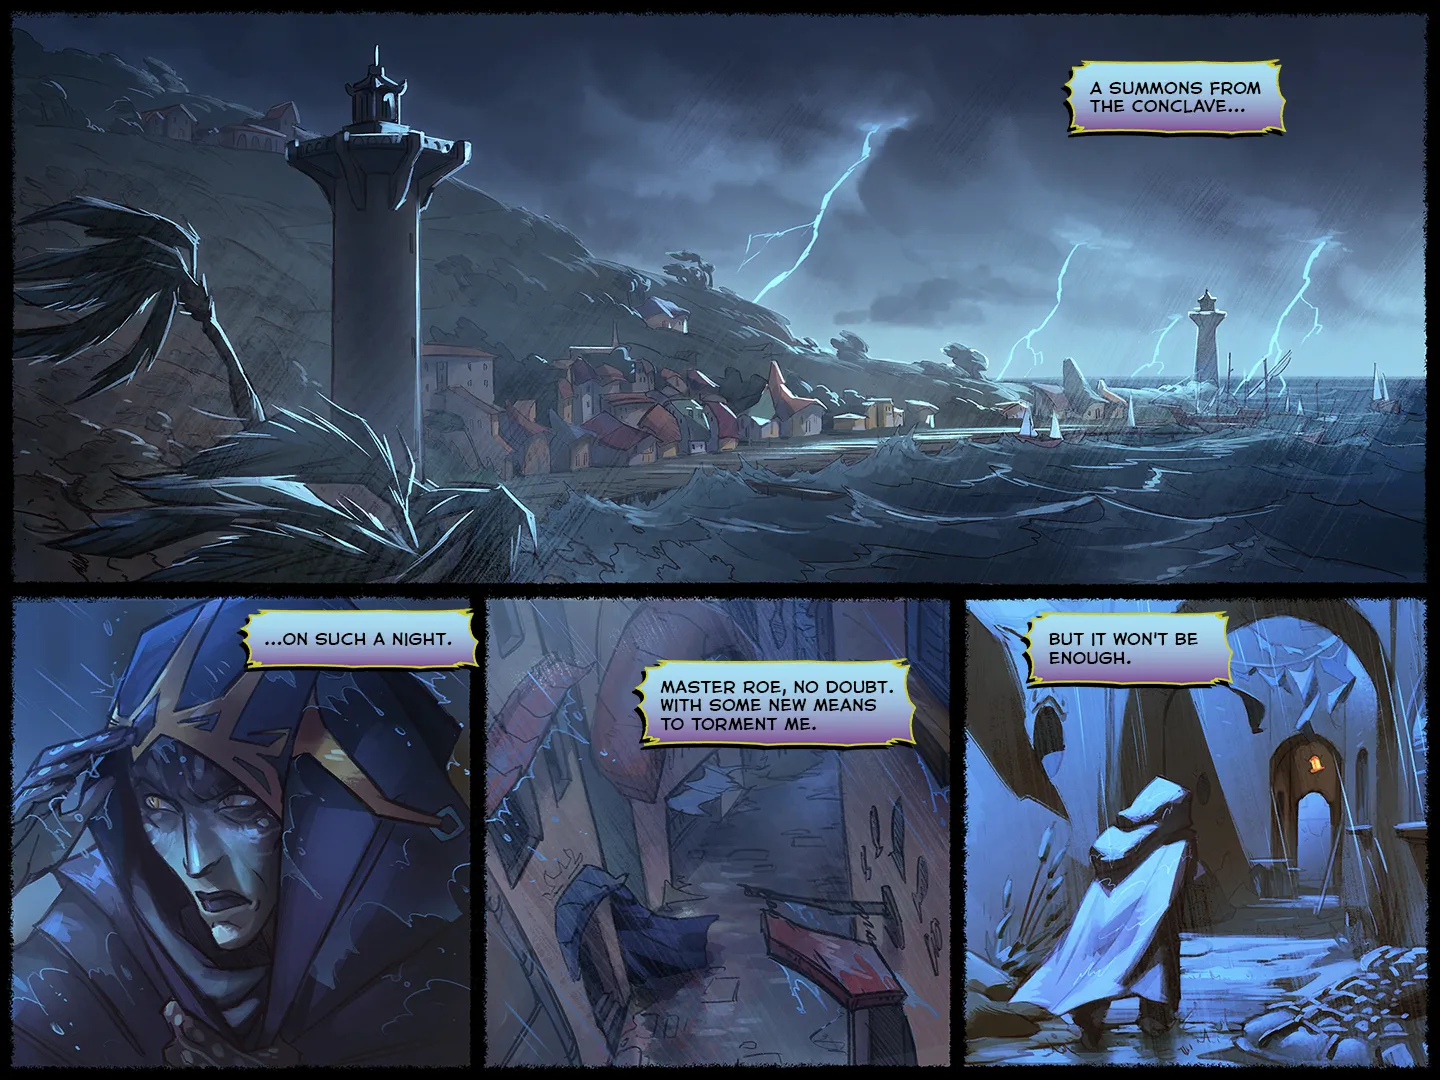 A SUMMONS FROM
THE CONCLAVE...
...ON SUCH A NIGHT.
MASTER ROE, NO DOUBT.
WITH SOME NEW MEANS
TO TORMENT ME.
BUT IT WON'T BE
ENOUGH.